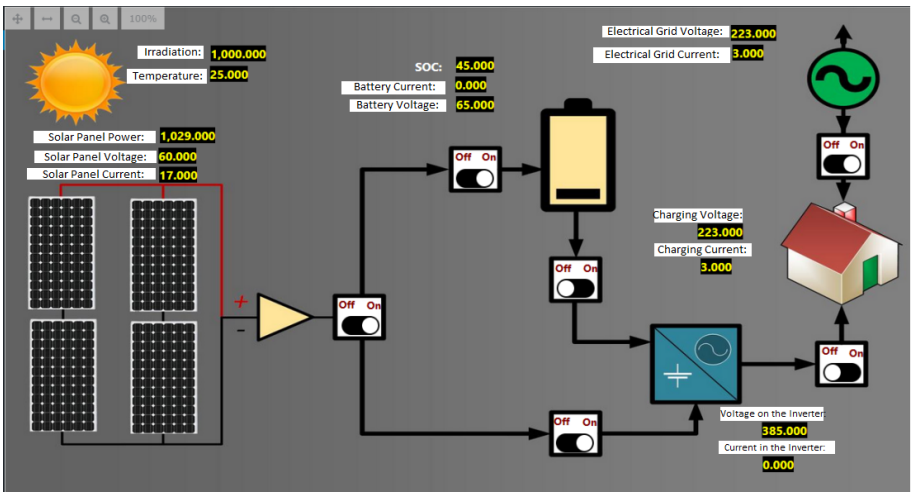 100%
Irradiation: 1,000.000
Temperature: 25.000
SOC: 45.000
Battery Current: 0.000
Battery Voltage: 65.000
Electrical Grid Voltage: 223.000
Electrical Grid Current: 3.000
Solar Panel Power: 1,029.000
Solar Panel Voltage: 60.000
Solar Panel Current: 17.000
Off On
Off On
Charging Voltage:
223.000
Charging Current:
3.000
Off On
+
-
Off On
Off On
Off On
Voltage on the Inverter:
385.000
Current in the Inverter:
0.000